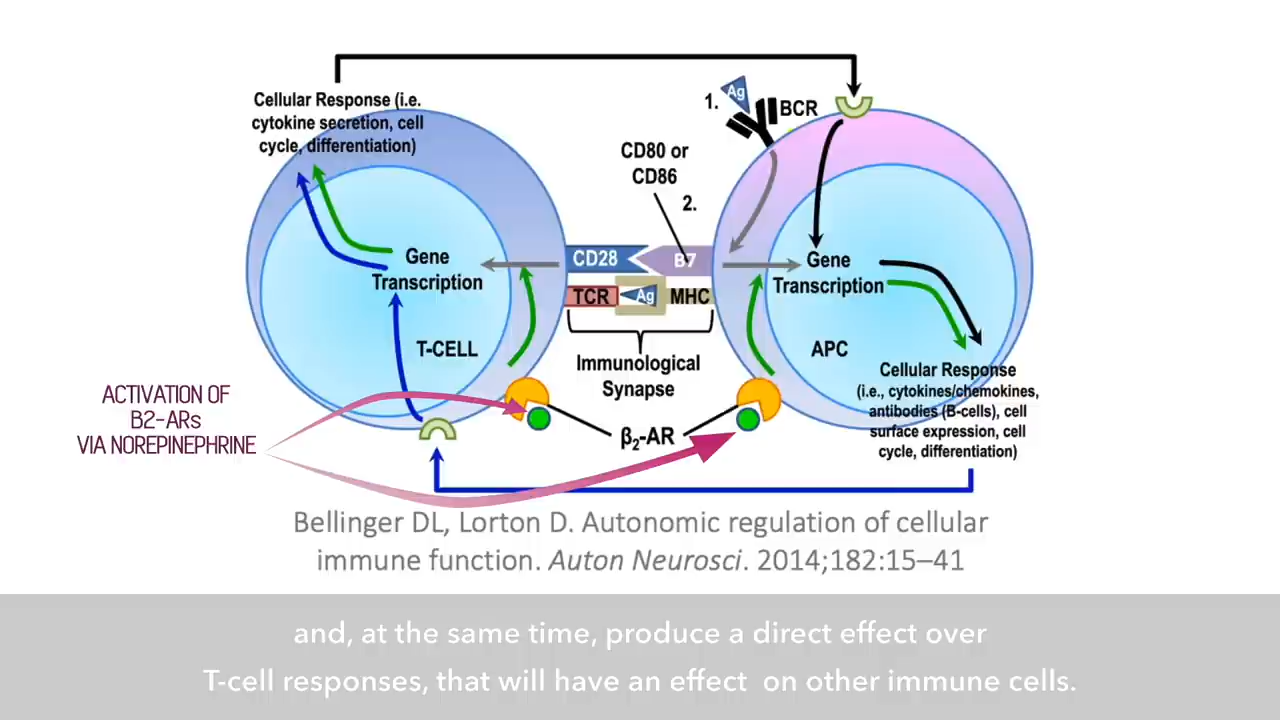 Cellular Response (i.e.
cytokine secretion, cell
cycle, differentiation)
1.
Ag
BCR
CD80 or
CD86
2.
CD28
B7
TCR
Ag
MHC
Gene
Transcription
Gene
Transcription
T-CELL
Immunological
Synapse
APC
Cellular Response
(i.e., cytokines/chemokines,
antibodies (B-cells), cell
surface expression, cell
cycle, differentiation)
ACTIVATION OF
B2-ARs
VIA NOREPINEPHRINE
β2-AR
Bellinger DL, Lorton D. Autonomic regulation of cellular
immune function. Auton Neurosci. 2014;182:15–41
and, at the same time, produce a direct effect over
T-cell responses, that will have an effect  on other immune cells.